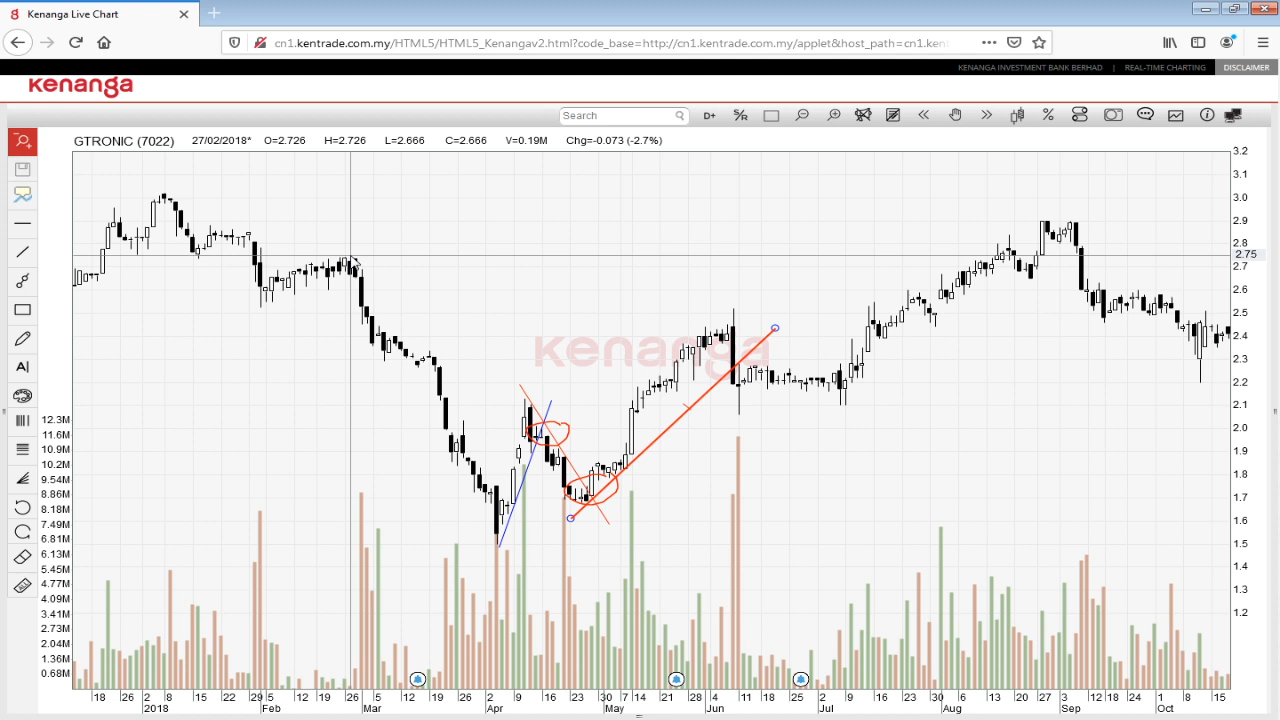 Kenanga Live Chart
cn1.kentrade.com.my/HTML5/HTML5_Kenangav2.html?code_base=http://cn1.kentrade.com.my/applet&host_path=cn1.ken
KENANGA INVESTMENT BANK BERHAD | REAL-TIME CHARTING DISCLAIMER
kenanga
Search D+ S/R %
GTRONIC (7022) 27/02/2018* O=2.726 H=2.726 L=2.666 C=2.666 V=0.19M Chg=-0.073 (-2.7%)
3.2
3.1
3.0
2.9
2.8
2.75
2.7
2.6
2.5
2.4
kenanga
2.3
2.2
2.1
12.3M
2.0
11.6M
10.9M
1.9
10.2M
1.8
9.54M
8.86M
1.7
8.18M
1.6
7.49M
6.81M
1.5
6.13M
1.4
5.45M
4.77M
1.3
4.09M
1.2
3.41M
2.73M
2.04M
1.36M
0.68M
18 26 2 8 15 22 29 5 12 19 26 5 12 19 26 2 9 16 23 30 7 14 21 28 4 11 18 25 2 9 16 23 30 6 13 20 27 3 12 18 24 1 8 15
2018 Feb Mar Apr May Jun Jul Aug Sep Oct